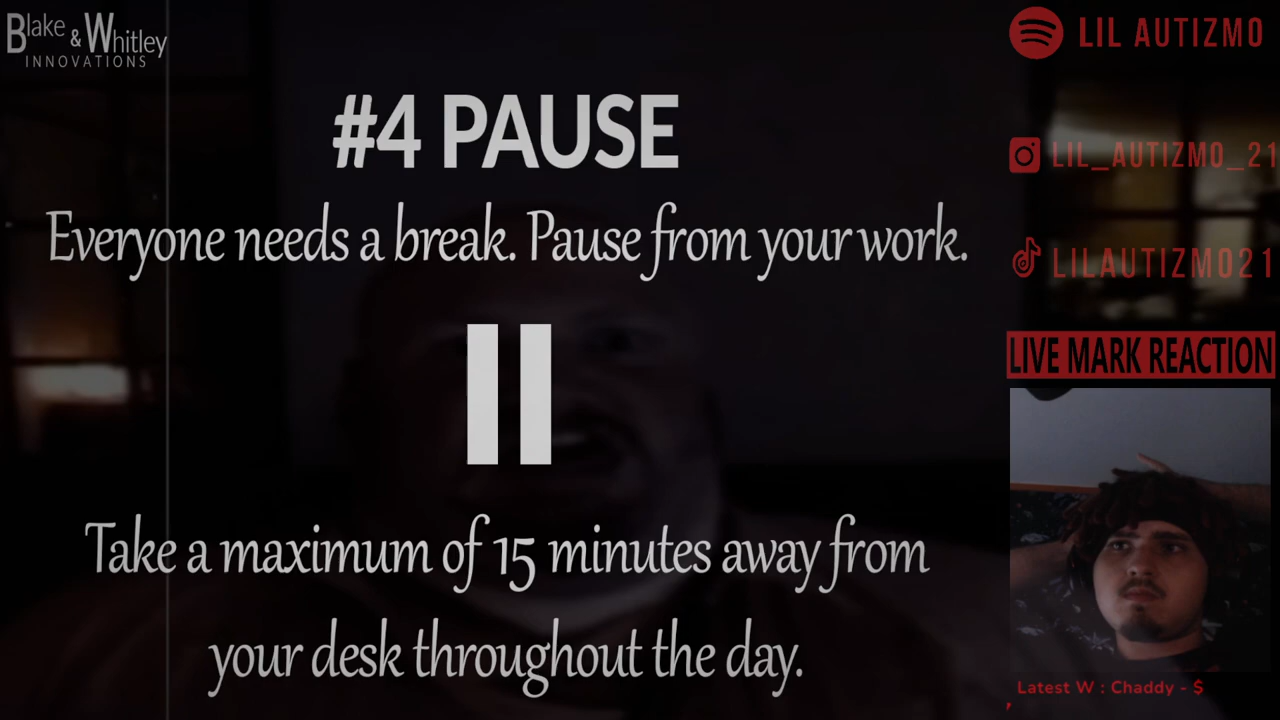 Blake & Whitley
INNOVATIONS
#4 PAUSE
Everyone needs a break. Pause from your work.
Take a maximum of 15 minutes away from
your desk throughout the day.
LIL AUTIZMO
LIL_AUTIZMO_21
LILAUTIZMO21
LIVE MARK REACTION
Latest W : Chaddy - $